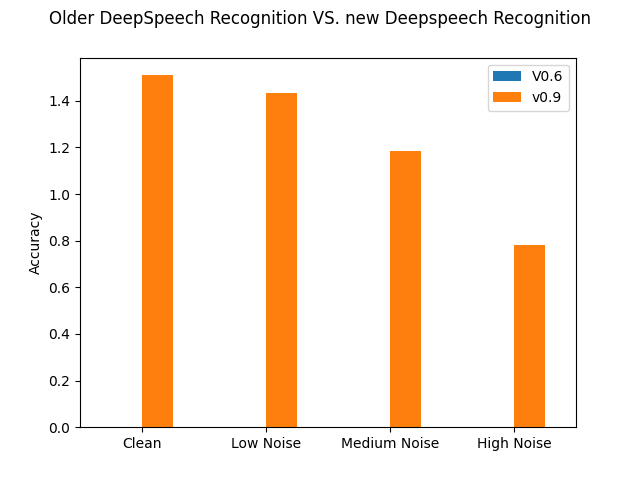 Older DeepSpeech Recognition VS. new Deepspeech Recognition
V0.6
v0.9
Accuracy
1.4
1.2
1.0
0.8
0.6
0.4
0.2
0.0
Clean
Low Noise
Medium Noise
High Noise